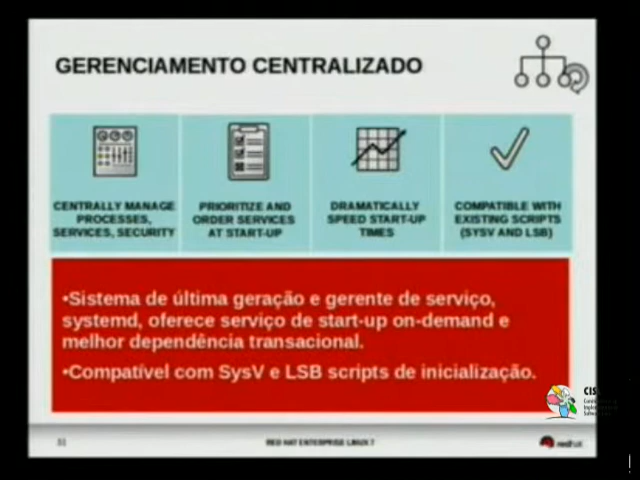 GERENCIAMENTO CENTRALIZADO
CENTRALLY MANAGE
PROCESSES,
SERVICES, SECURITY
PRIORITIZE AND
ORDER SERVICES
AT START-UP
DRAMATICALLY
SPEED START-UP
TIMES
COMPATIBLE WITH
EXISTING SCRIPTS
(SYSV AND LSB)
•Sistema de última geração e gerente de serviço,
systemd, oferece serviço de start-up on-demand e
melhor dependência transacional.
•Compatível com SysV e LSB scripts de inicialização.
CIS
RED HAT ENTERPRISE LINUX 7
redhat